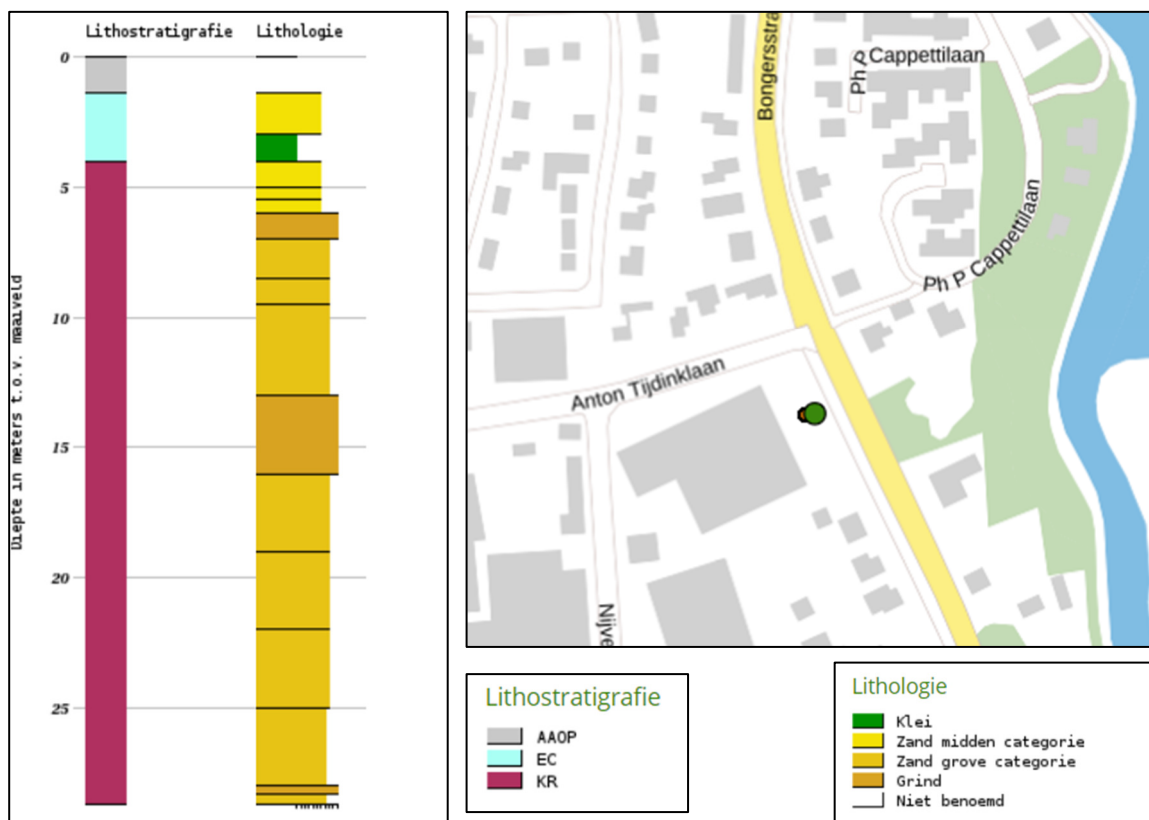 Lithostratigrafie Lithologie
0
5
10
15
20
25
Diepte in meters t.o.v. maaiveld
Bongersstra
Ph P Cappettilaan
Ph P Cappettilaan
Anton Tijdinklaan
Nijve
Lithostratigrafie
AAOP
EC
KR
Lithologie
Klei
Zand midden categorie
Zand grove categorie
Grind
Niet benoemd